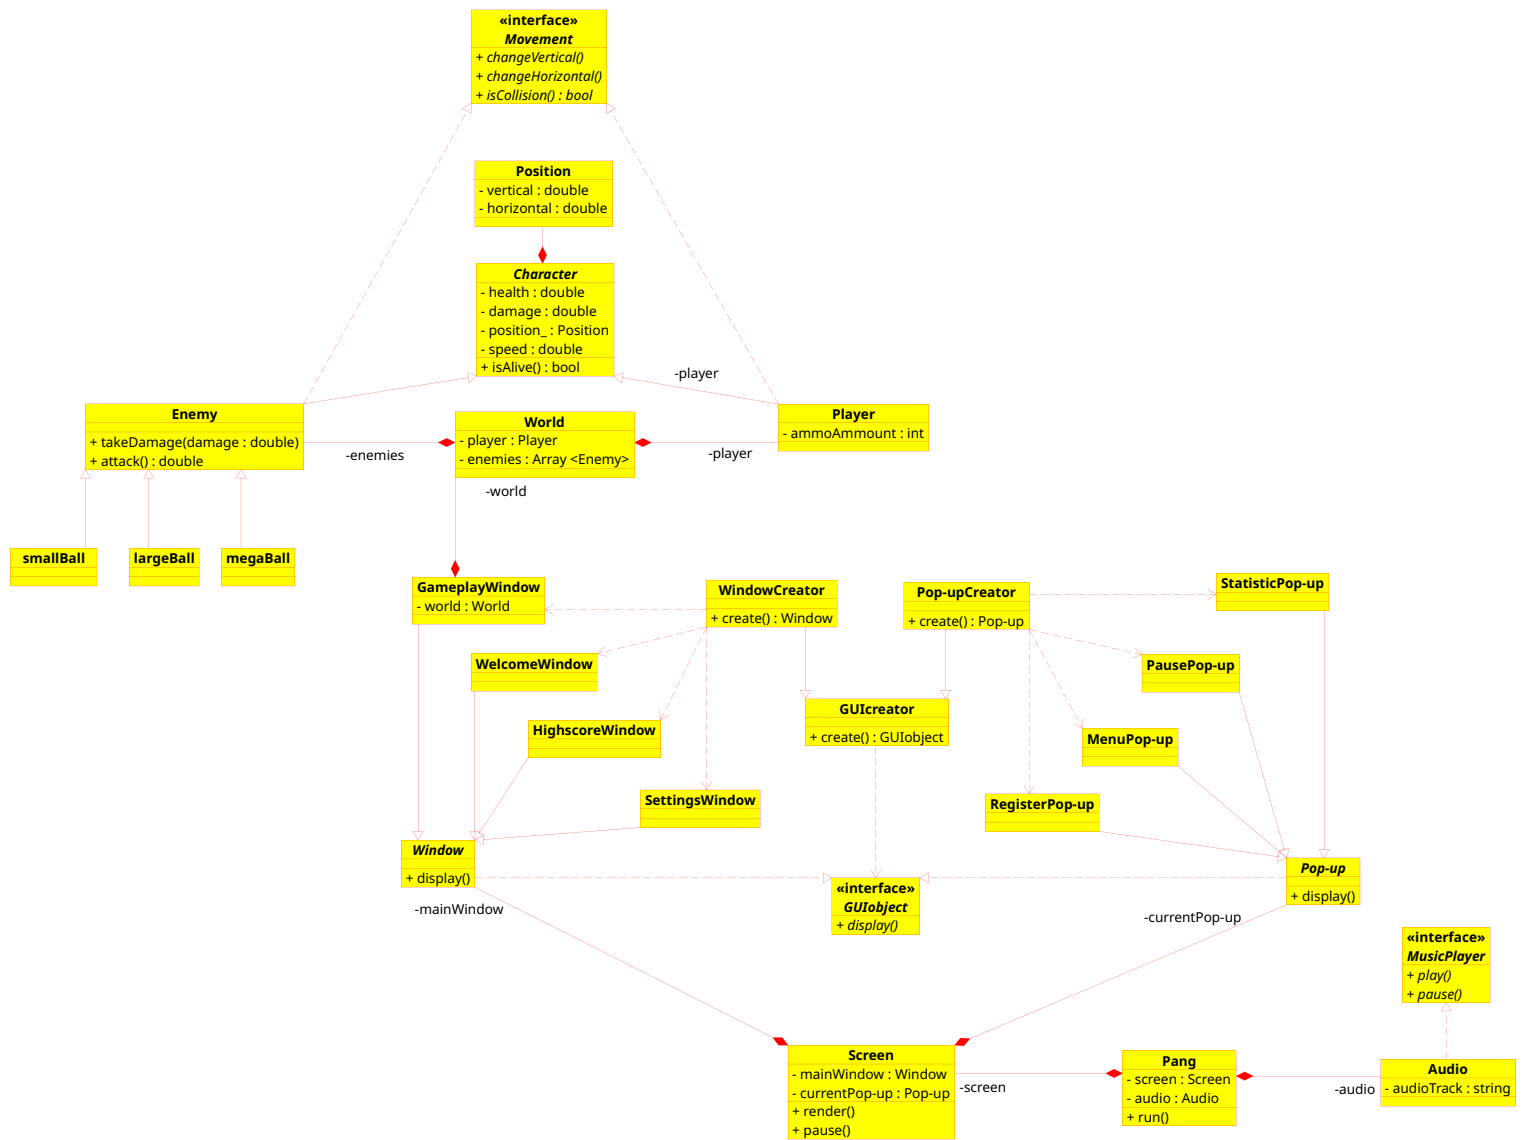 «interface»
Movement
+ changeVertical()
+ changeHorizontal()
+ isCollision() : bool
Position
- vertical : double
- horizontal : double
Character
- health : double
- damage : double
- position_ : Position
- speed : double
+ isAlive() : bool
-player
Enemy
+ takeDamage(damage : double)
+ attack() : double
-enemies
World
- player : Player
- enemies : Array <Enemy>
-player
Player
- ammoAmmount : int
-world
smallBall
largeBall
megaBall
GameplayWindow
- world : World
WindowCreator
+ create() : Window
Pop-upCreator
+ create() : Pop-up
StatisticPop-up
WelcomeWindow
PausePop-up
HighscoreWindow
GUIcreator
+ create() : GUIobject
MenuPop-up
SettingsWindow
RegisterPop-up
Window
+ display()
-mainWindow
«interface»
GUIobject
+ display()
Pop-up
+ display()
-currentPop-up
«interface»
MusicPlayer
+ play()
+ pause()
Screen
- mainWindow : Window
- currentPop-up : Pop-up
+ render()
+ pause()
-screen
Pang
- screen : Screen
- audio : Audio
+ run()
-audio
Audio
- audioTrack : string